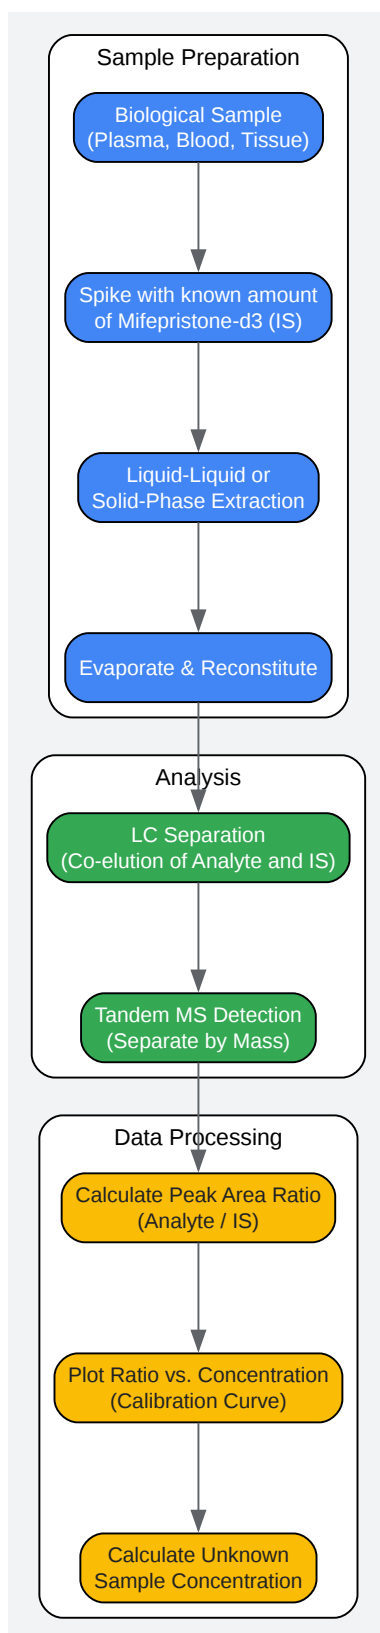 Sample Preparation
Biological Sample
(Plasma, Blood, Tissue)
Spike with known amount
of Mifepristone-d3 (IS)
Liquid-Liquid or
Solid-Phase Extraction
Evaporate & Reconstitute
Analysis
LC Separation
(Co-elution of Analyte and IS)
Tandem MS Detection
(Separate by Mass)
Data Processing
Calculate Peak Area Ratio
(Analyte / IS)
Plot Ratio vs. Concentration
(Calibration Curve)
Calculate Unknown
Sample Concentration